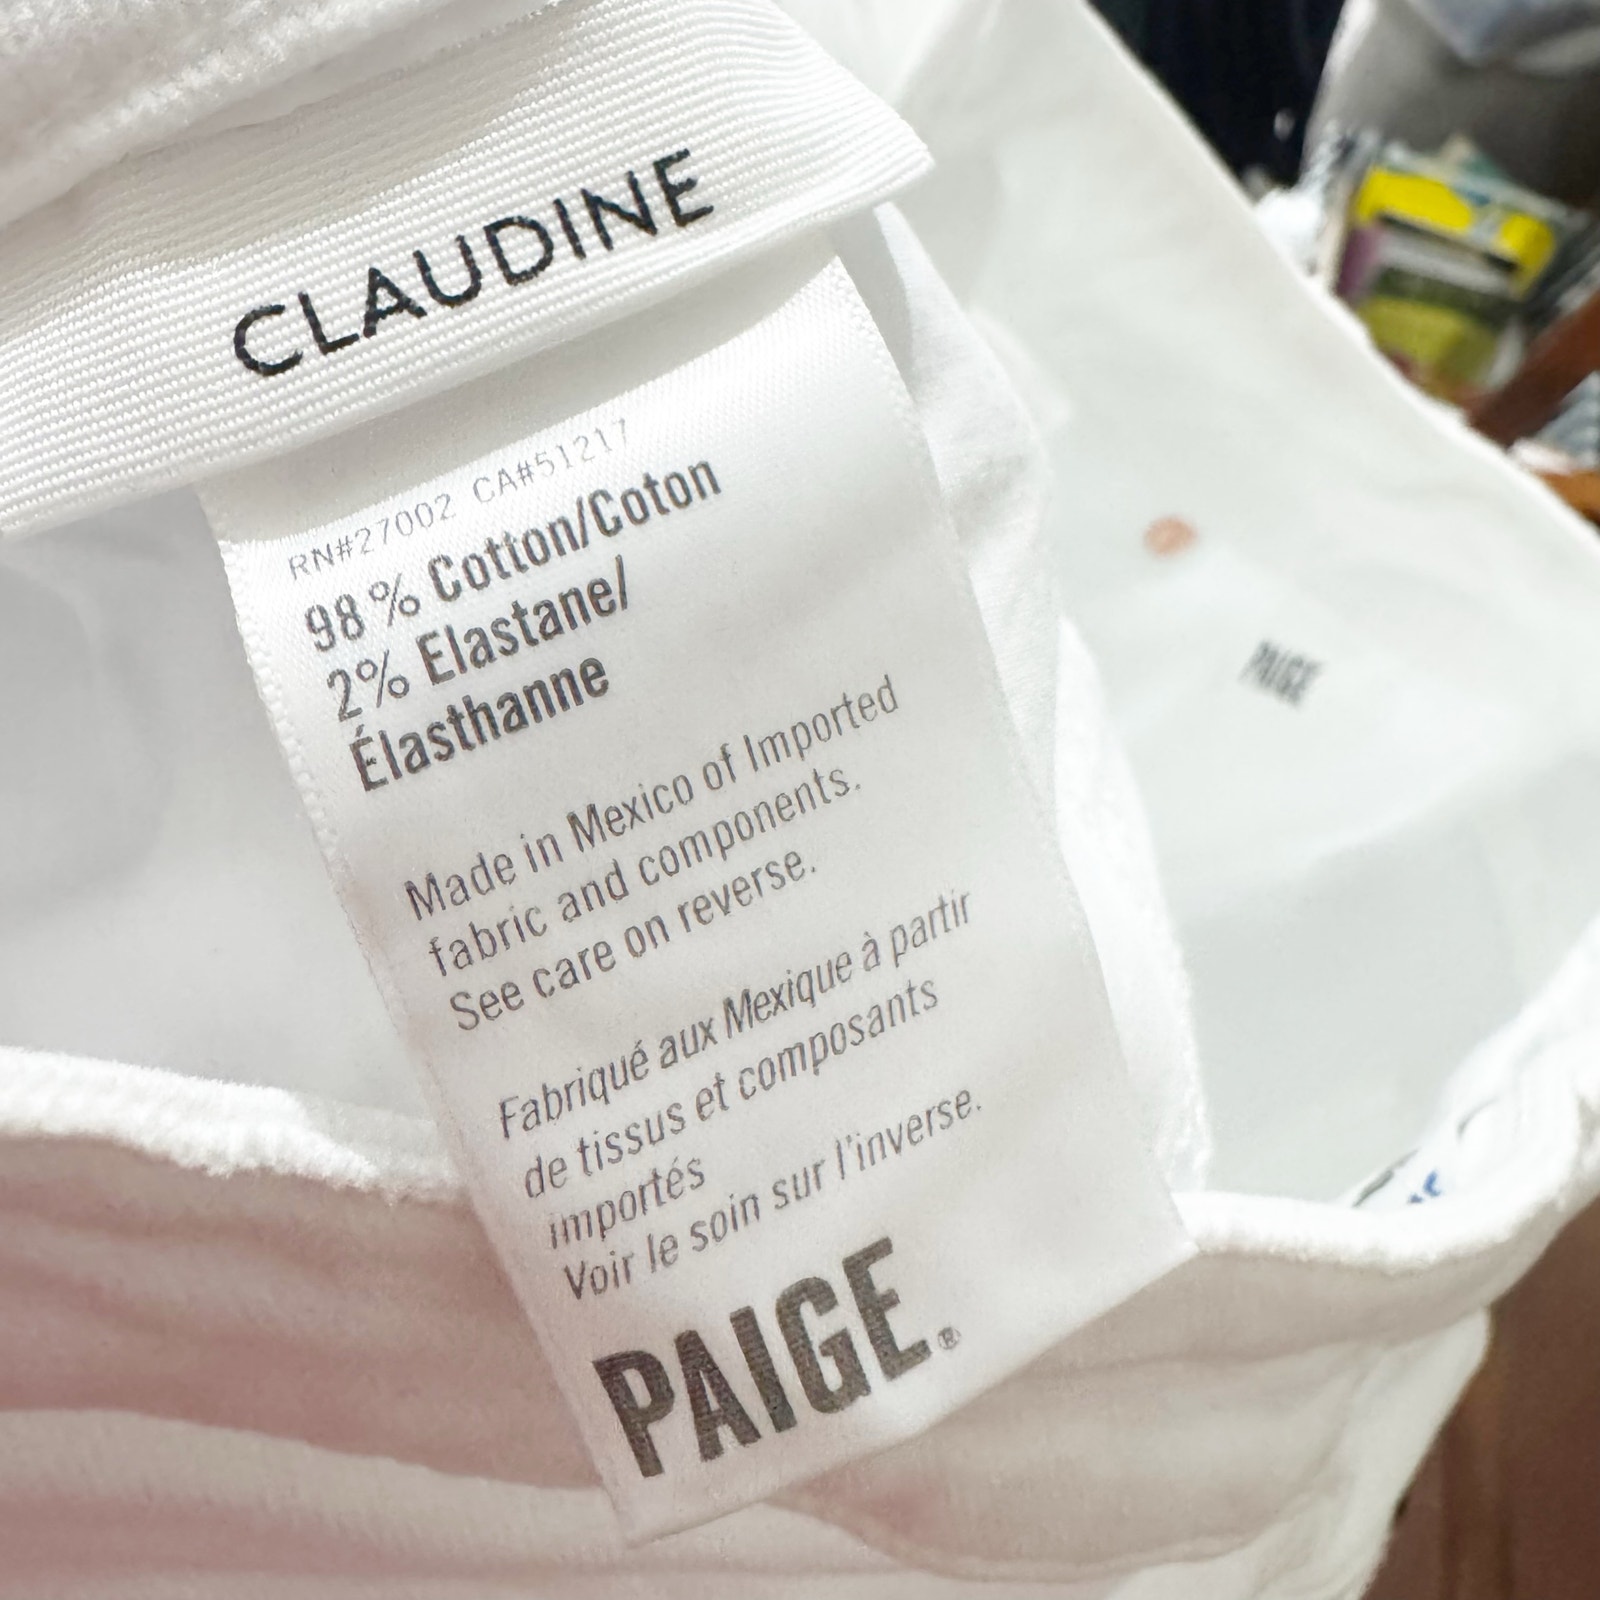 CLAUDINE
RN#27002 CA#51217
98% Cotton/Coton
2% Elastane/
Élasthanne
Made in Mexico of Imported
fabric and components.
See care on reverse.
Fabriqué aux Mexique à partir
de tissus et composants
importés
Voir le soin sur l'inverse.
PAIGE®
PAIGE